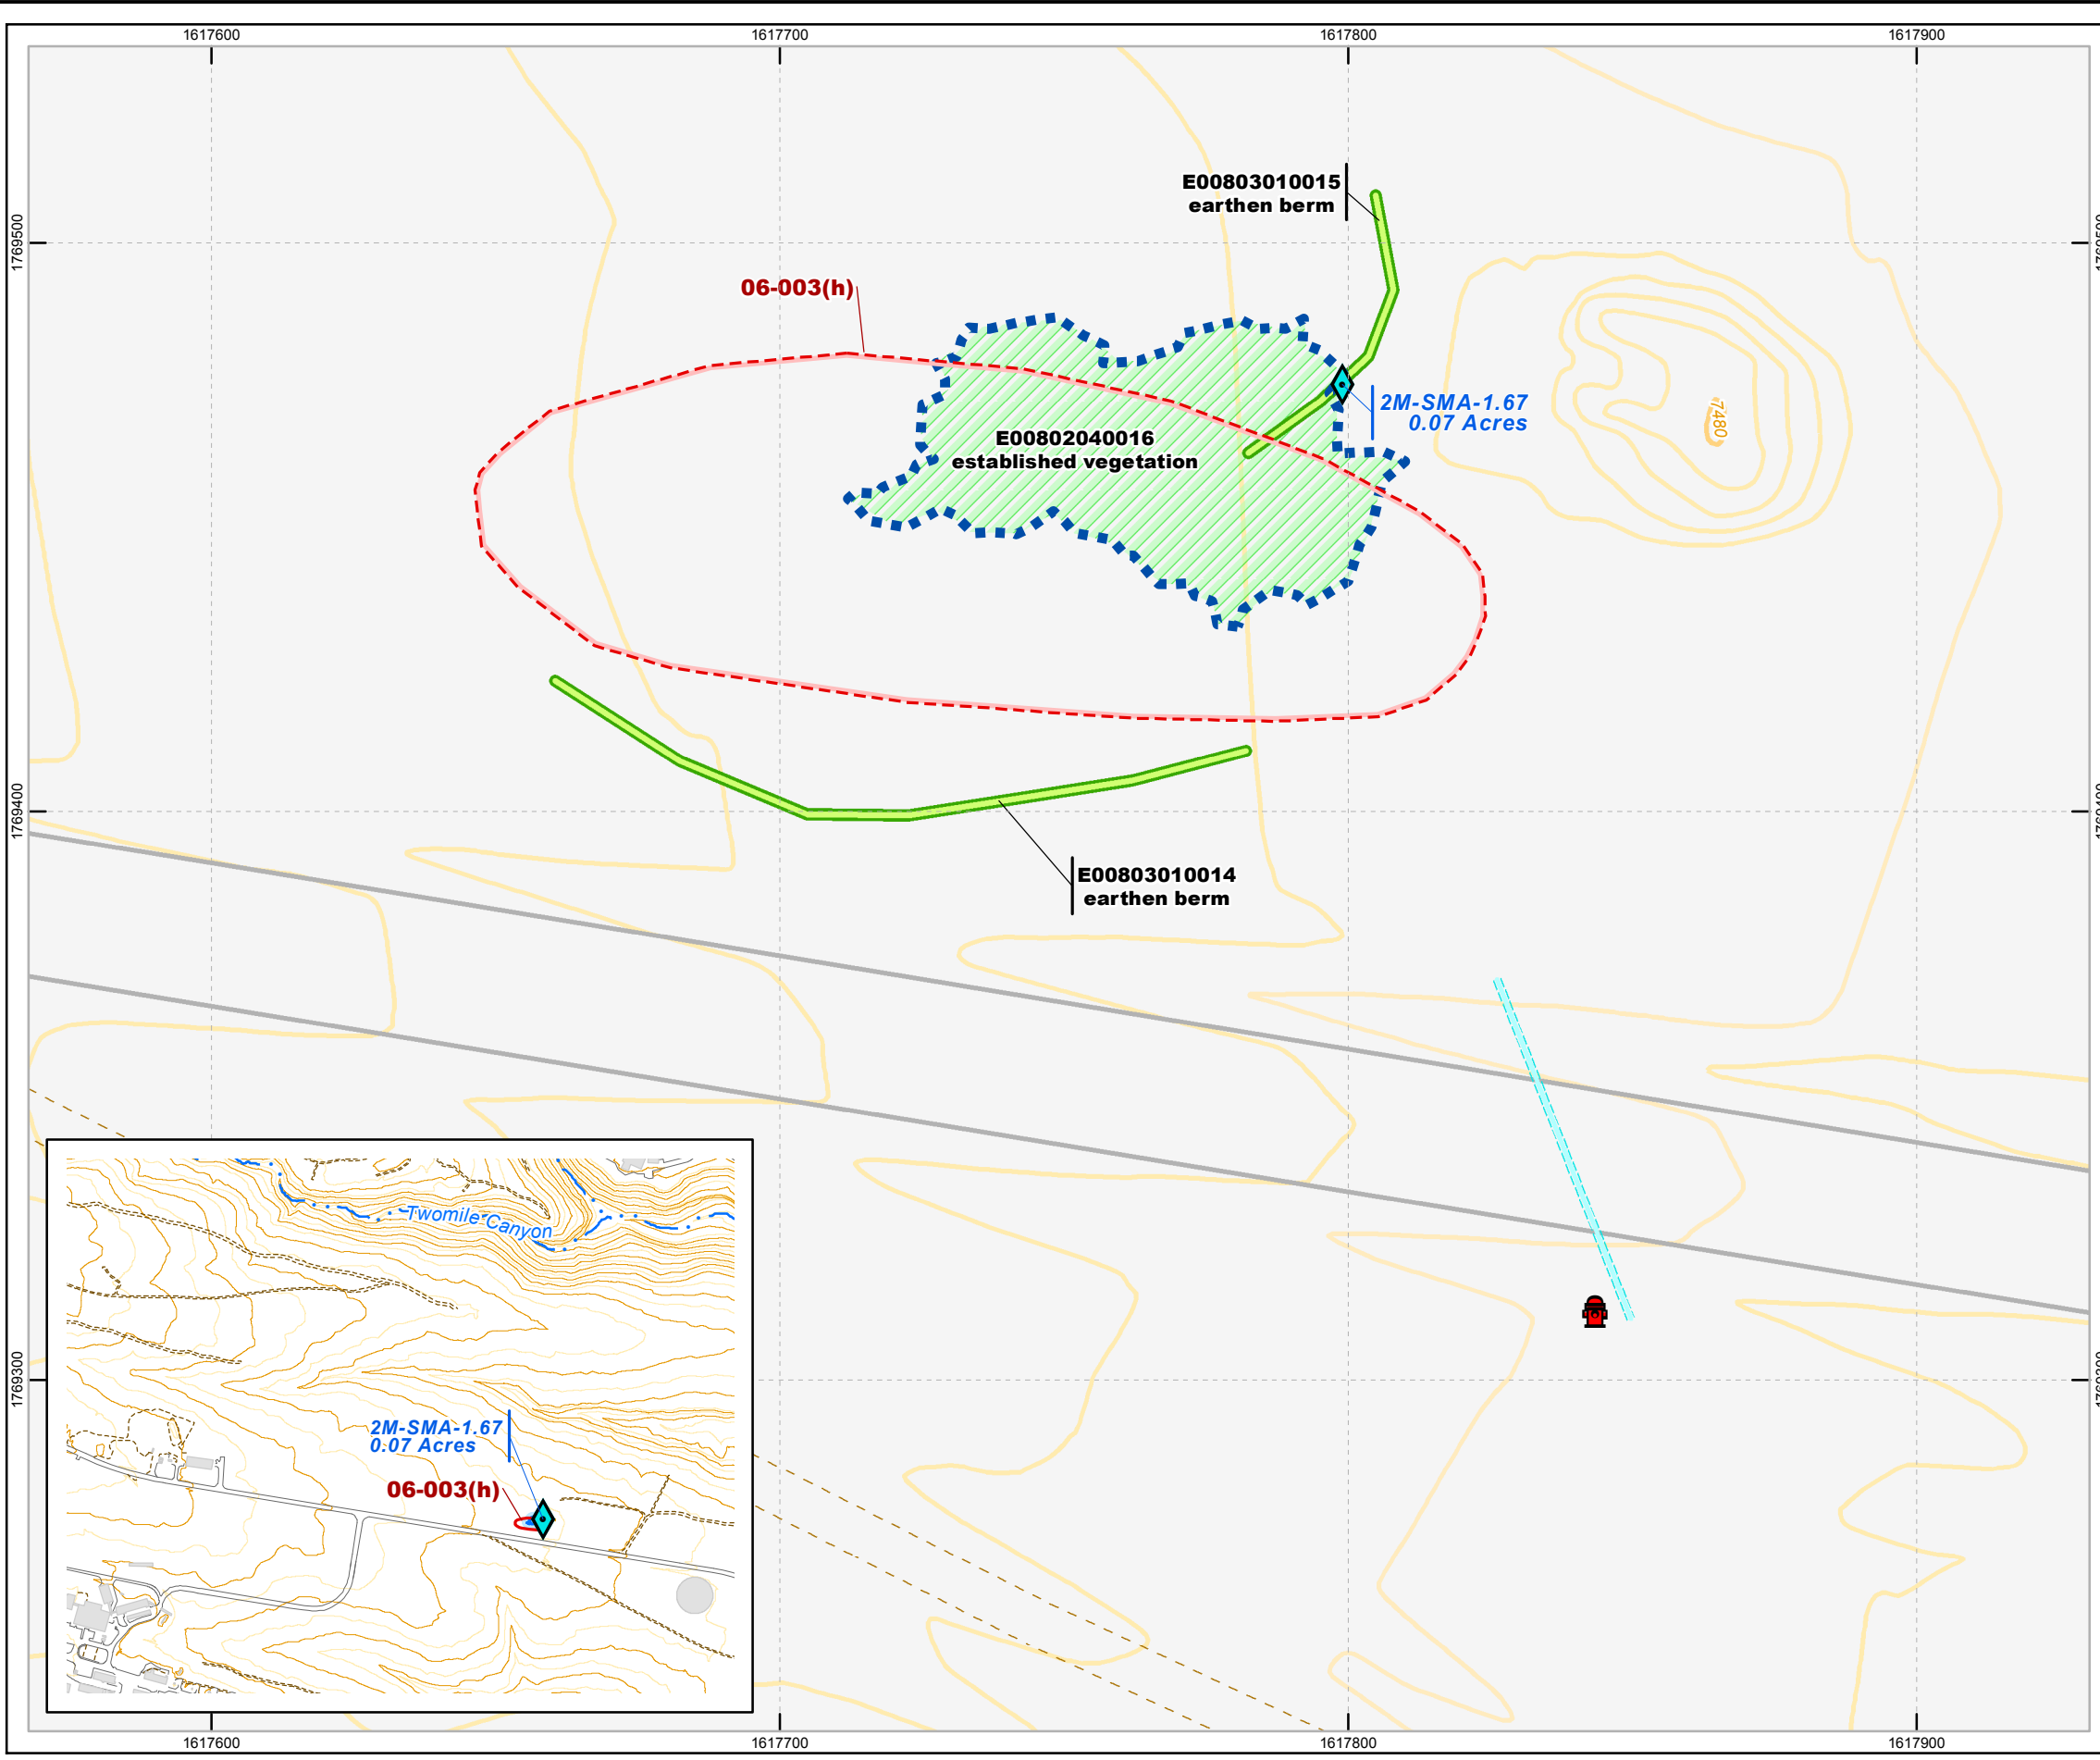 1617600
1617700
1617800
1617900
1769500
E00803010015
earthen berm
06-003(h)
2M-SMA-1.67
0.07 Acres
7480
E00802040016
established vegetation
1769400
E00803010014
earthen berm
1769300
Twomile Canyon
2M-SMA-1.67
0.07 Acres
06-003(h)
1617600
1617700
1617800
1617900